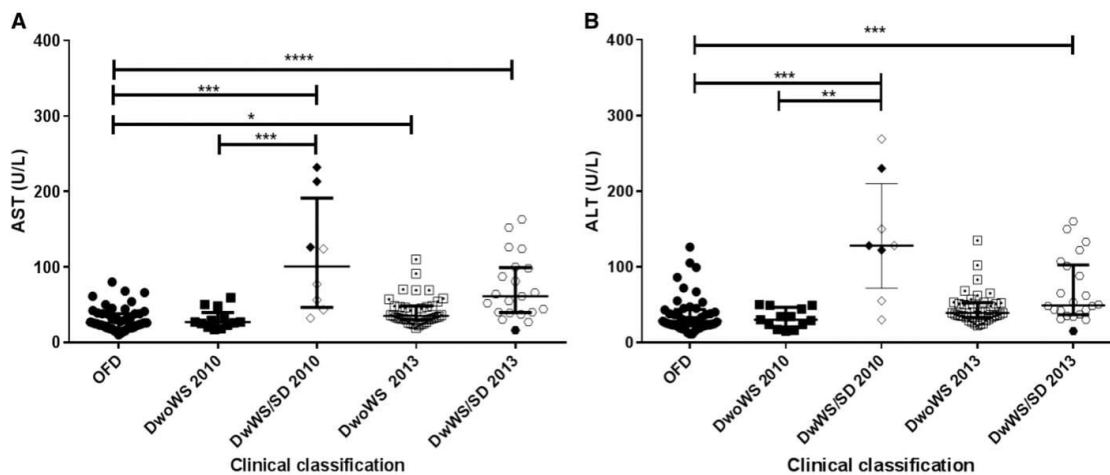 A
AST (U/L)
400
300
200
100
0
****
***
*
***
OFD
DwoWS 2010
DwWS/SD 2010
DwoWS 2013
DwWS/SD 2013
Clinical classification
B
ALT (U/L)
400
300
200
100
0
***
***
**
OFD
DwoWS 2010
DwWS/SD 2010
DwoWS 2013
DwWS/SD 2013
Clinical classification